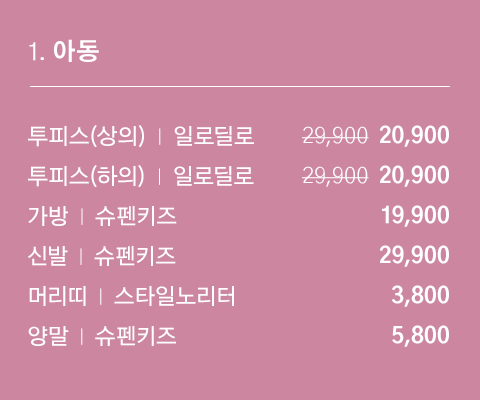 1. 아동
투피스(상의) | 일로딜로 29,900 20,900
투피스(하의) | 일로딜로 29,900 20,900
가방 | 슈펜키즈 19,900
신발 | 슈펜키즈 29,900
머리띠 | 스타일노리터 3,800
양말 | 슈펜키즈 5,800